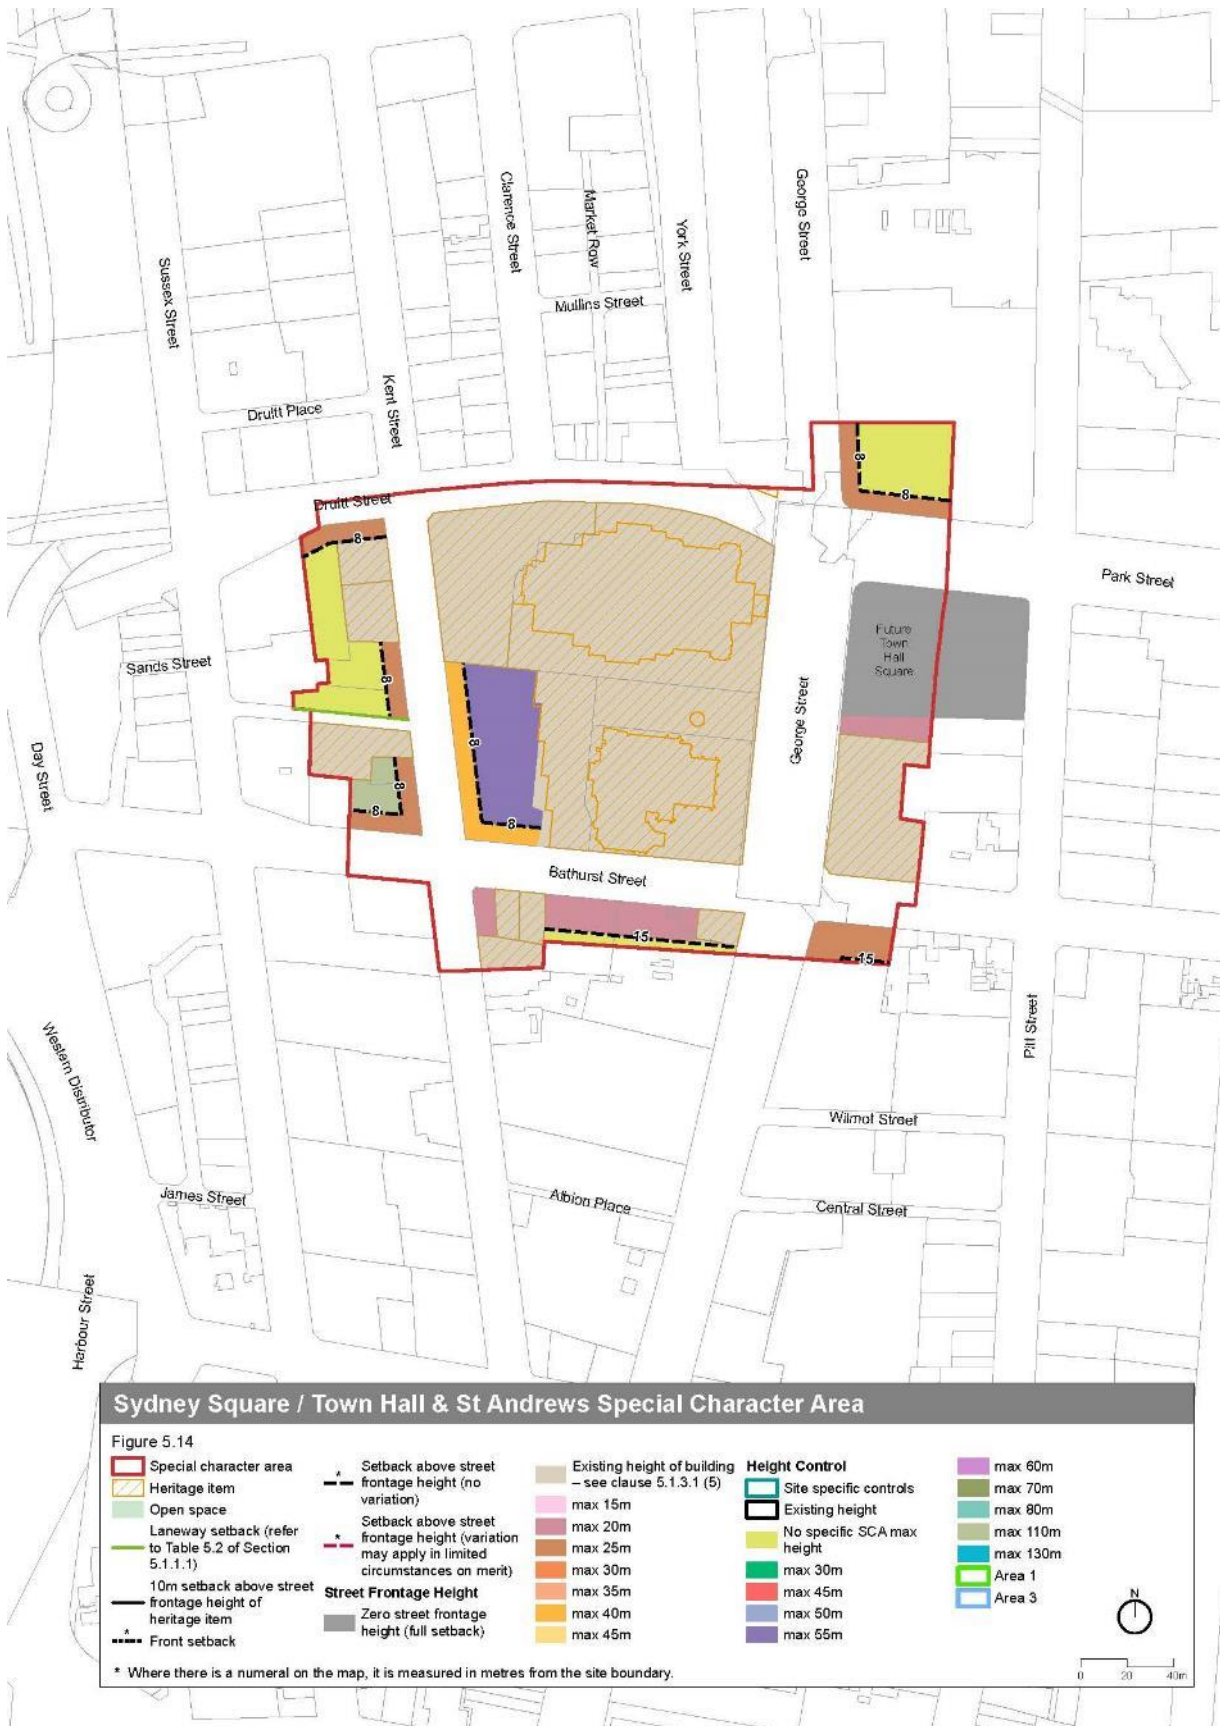 Clarence Street
Market Row
York Street
George Street
Sussex Street
Mullins Street
Kent Street
Druitt Place
8
8
Druitt Street
8
Park Street
Future
Town
Hall
Square
Sands Street
8
George Street
Day Street
8
8
8
8
Bathurst Street
15
15
Pitt Street
Western Distributor
Wilmot Street
James Street
Albion Place
Central Street
Harbour Street
Sydney Square / Town Hall & St Andrews Special Character Area
Figure 5.14
Special character area
Heritage item
Open space
Laneway setback (refer
to Table 5.2 of Section
5.1.1.1)
10m setback above street
frontage height of
heritage item
*
Front setback
*
Setback above street
frontage height (no
variation)
*
Setback above street
frontage height (variation
may apply in limited
circumstances on merit)
Street Frontage Height
Zero street frontage
height (full setback)
Existing height of building
– see clause 5.1.3.1 (5)
max 15m
max 20m
max 25m
max 30m
max 35m
max 40m
max 45m
Height Control
Site specific controls
Existing height
No specific SCA max
height
max 30m
max 45m
max 50m
max 55m
max 60m
max 70m
max 80m
max 110m
max 130m
Area 1
Area 3
N
0 20 40m
* Where there is a numeral on the map, it is measured in metres from the site boundary.